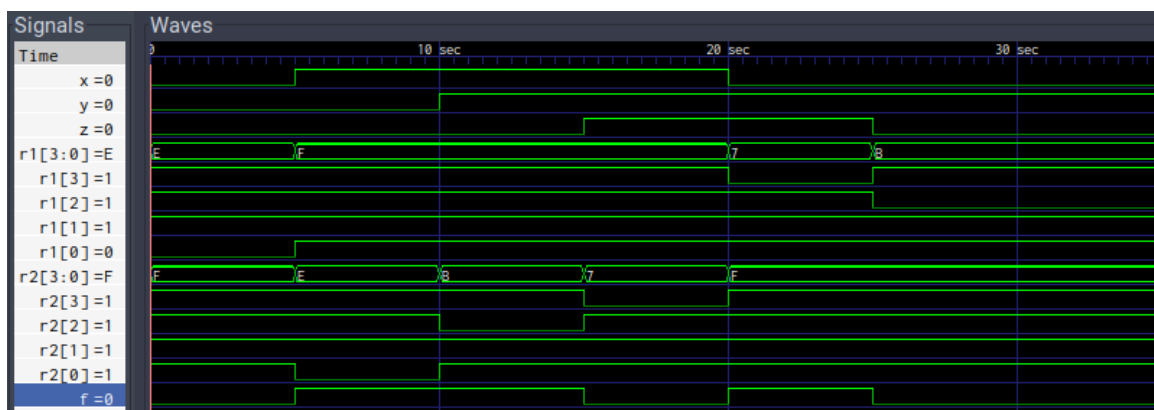 Signals Waves
Time 0 10 sec 20 sec 30 sec
x =0
y =0
z =0
r1[3:0]=E E F 7 B
r1[3]=1
r1[2]=1
r1[1]=1
r1[0]=0
r2[3:0]=F F E B 7 F
r2[3]=1
r2[2]=1
r2[1]=1
r2[0]=1
f =0